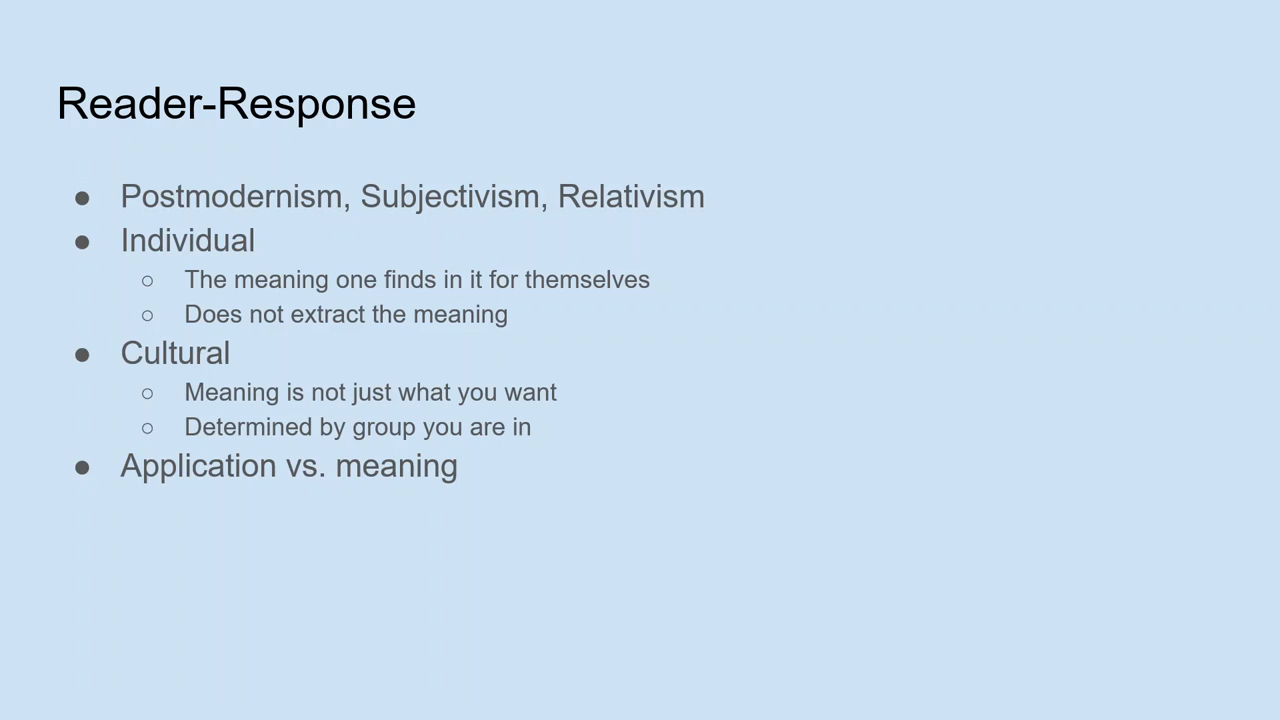 Reader-Response
● Postmodernism, Subjectivism, Relativism
● Individual
○ The meaning one finds in it for themselves
○ Does not extract the meaning
● Cultural
○ Meaning is not just what you want
○ Determined by group you are in
● Application vs. meaning